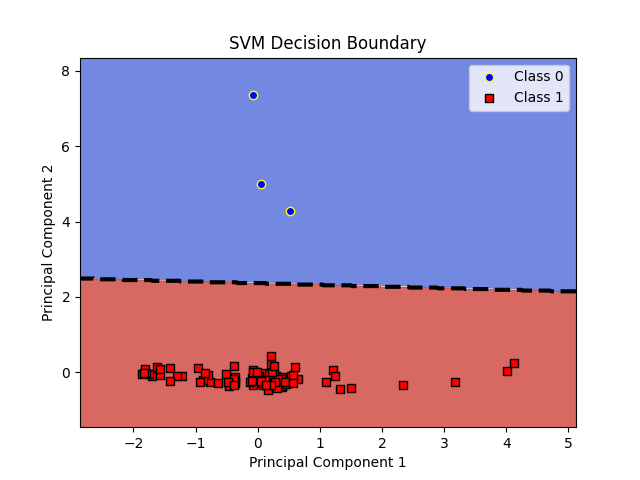 SVM Decision Boundary
Class 0
Class 1
8
6
4
2
0
Principal Component 2
−2
−1
0
1
2
3
4
5
Principal Component 1